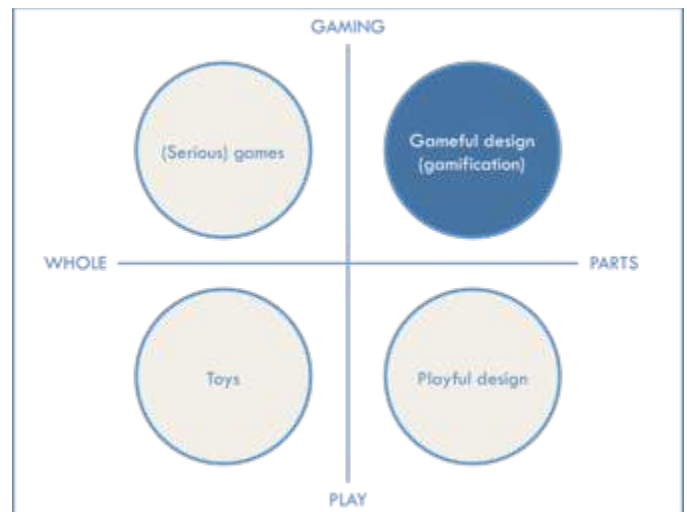 GAMING
(Serious) games
Gameful design
(gamification)
WHOLE
PARTS
Toys
Playful design
PLAY